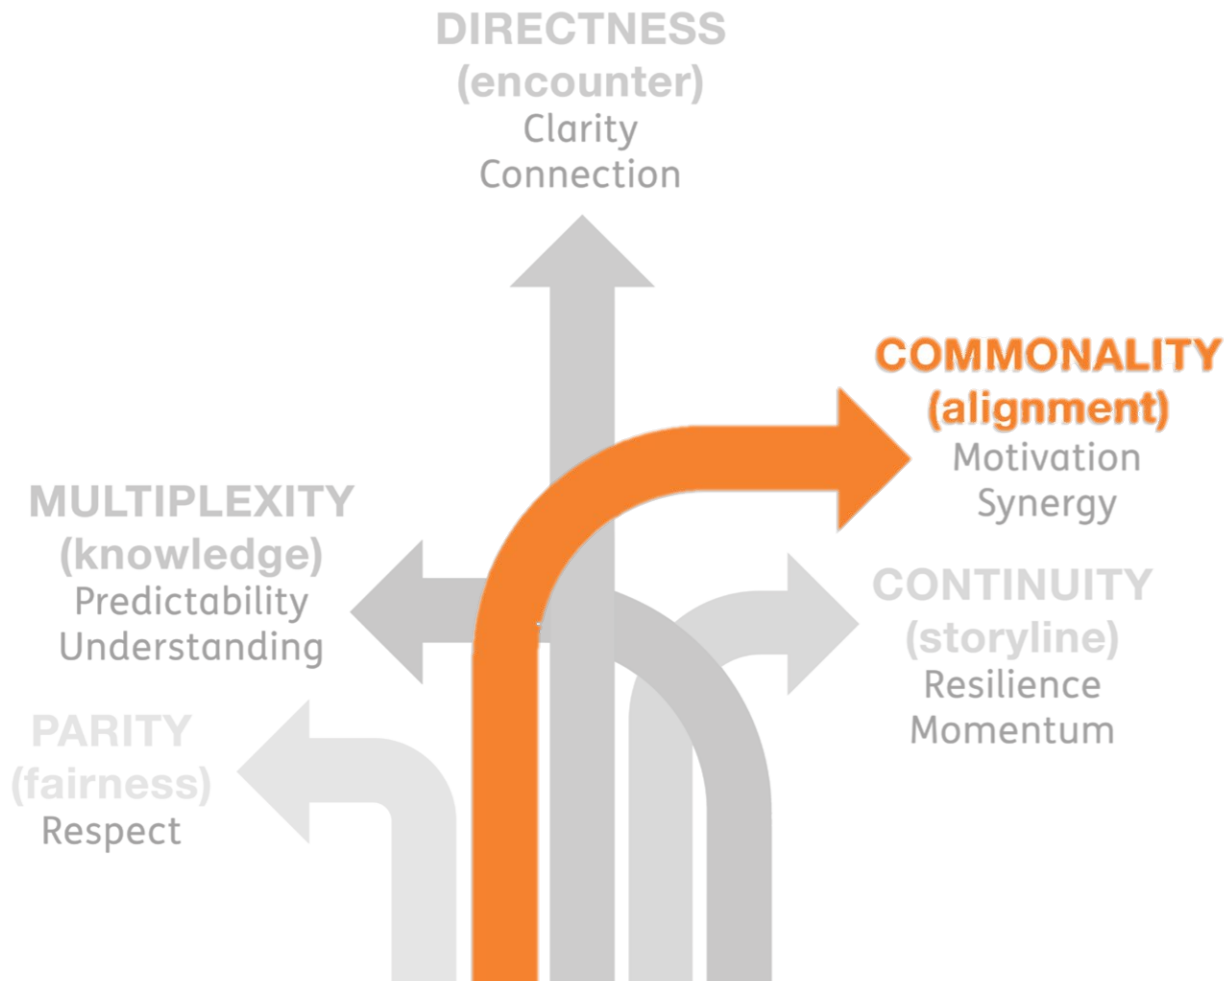 DIRECTNESS
(encounter)
Clarity
Connection
COMMONALITY
(alignment)
Motivation
Synergy
MULTIPLEXITY
(knowledge)
Predictability
Understanding
CONTINUITY
(storyline)
Resilience
Momentum
PARITY
(fairness)
Respect